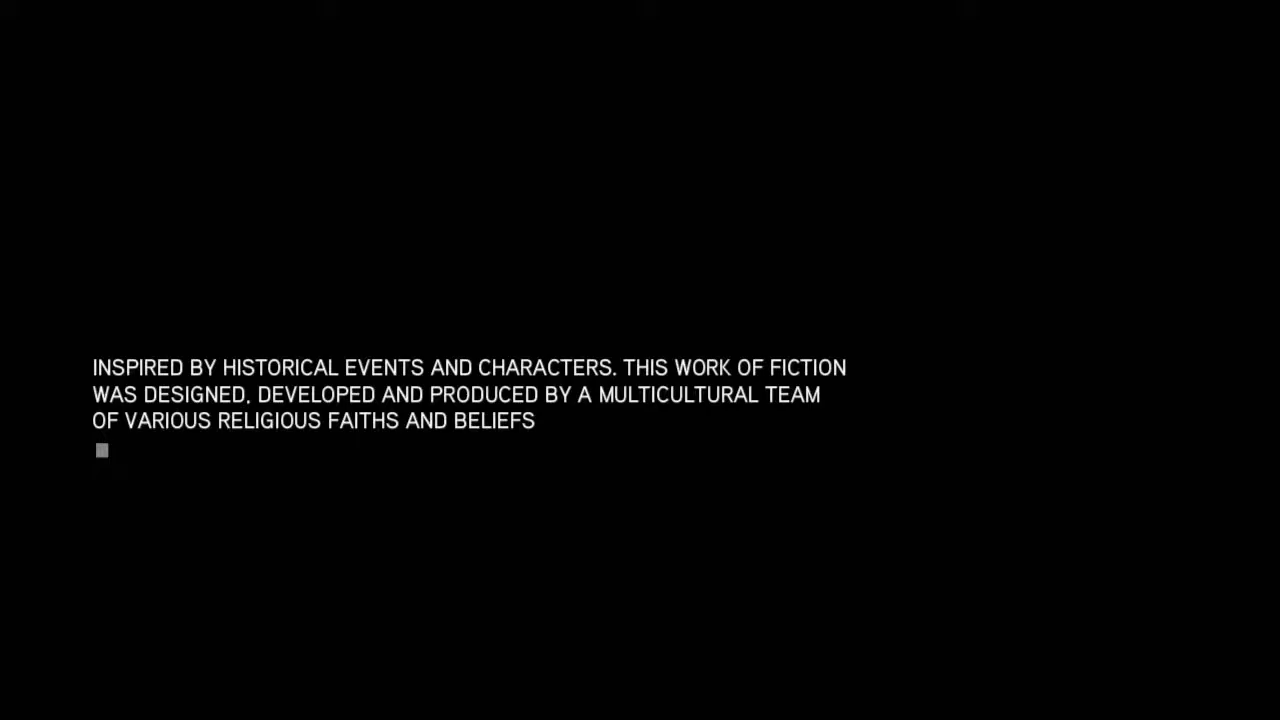 INSPIRED BY HISTORICAL EVENTS AND CHARACTERS. THIS WORK OF FICTION
WAS DESIGNED, DEVELOPED AND PRODUCED BY A MULTICULTURAL TEAM
OF VARIOUS RELIGIOUS FAITHS AND BELIEFS